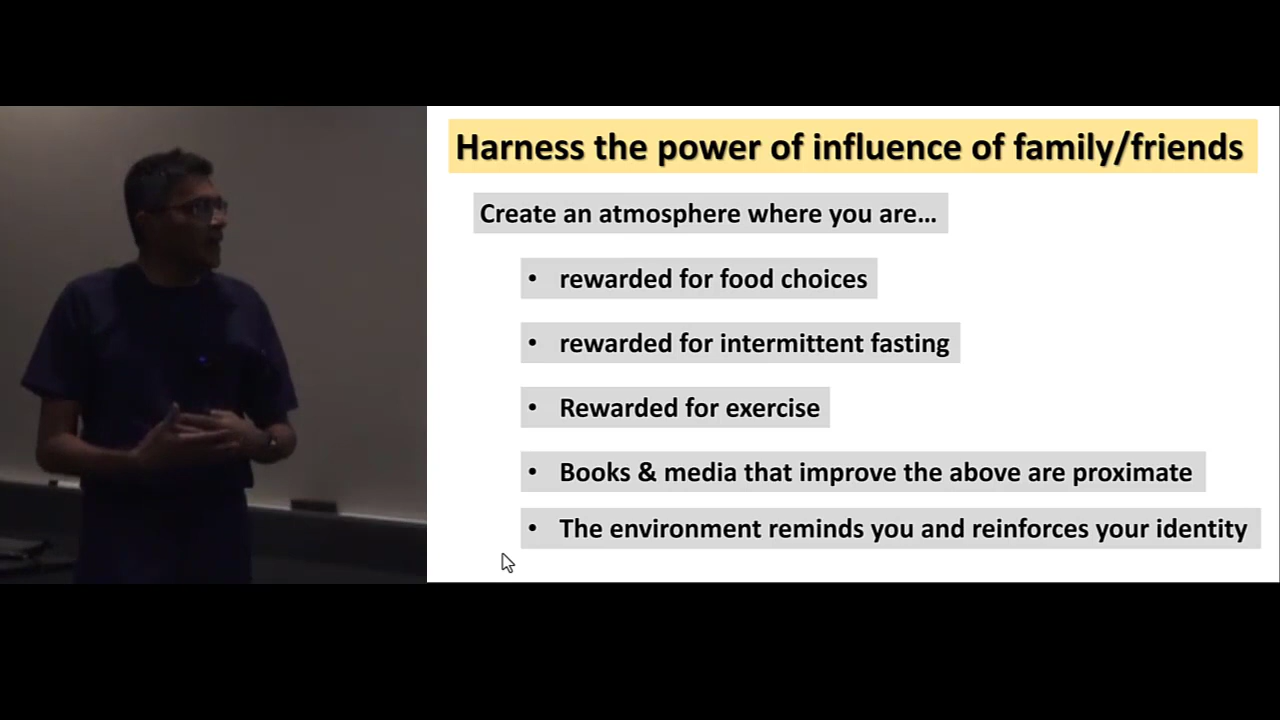 Harness the power of influence of family/friends
Create an atmosphere where you are...
• rewarded for food choices
• rewarded for intermittent fasting
• Rewarded for exercise
• Books & media that improve the above are proximate
• The environment reminds you and reinforces your identity